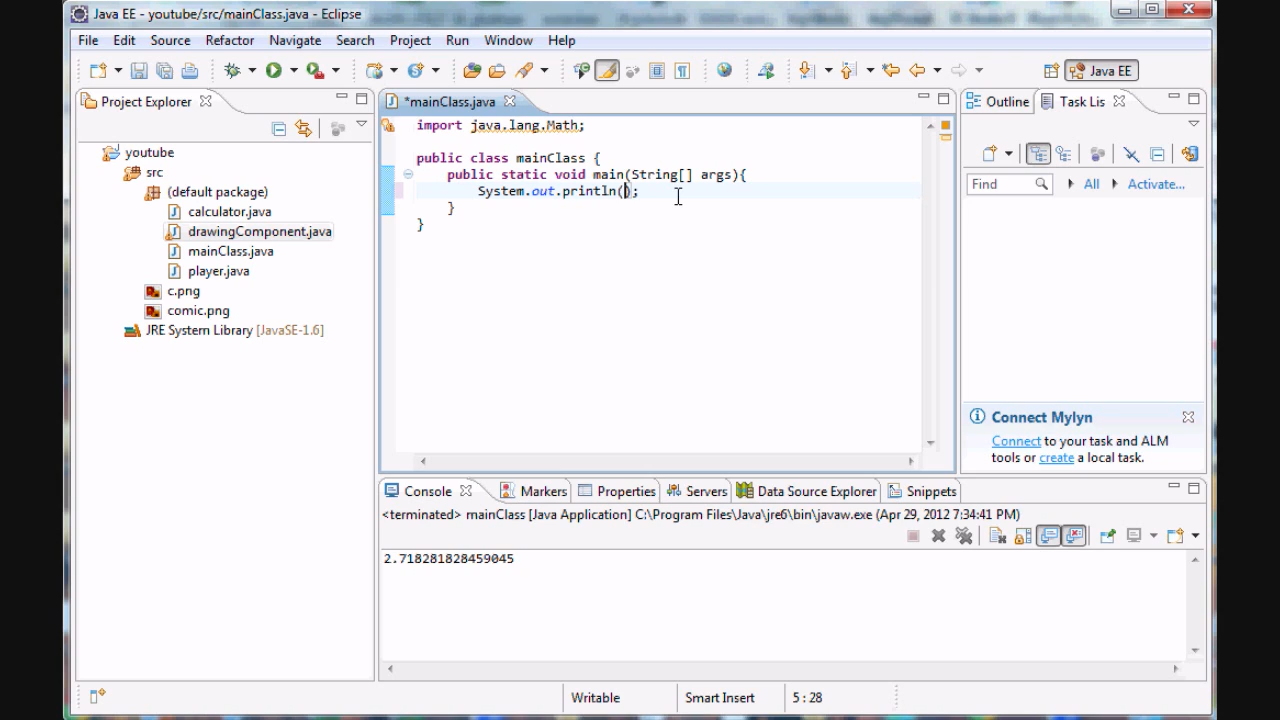 Java EE - youtube/src/mainClass.java - Eclipse
File Edit Source Refactor Navigate Search Project Run Window Help
Java EE
Project Explorer
*mainClass.java
Outline
Task Lis
youtube
src
(default package)
calculator.java
drawingComponent.java
mainClass.java
player.java
c.png
comic.png
JRE System Library [JavaSE-1.6]
import java.lang.Math;
public class mainClass {
public static void main(String[] args){
System.out.println();
}
}
Find All Activate...
Connect Mylyn
Connect to your task and ALM
tools or create a local task.
Console Markers Properties Servers Data Source Explorer Snippets
<terminated> mainClass [Java Application] C:\Program Files\Java\jre6\bin\javaw.exe (Apr 29, 2012 7:34:41 PM)
2.718281828459045
Writable Smart Insert 5 : 28